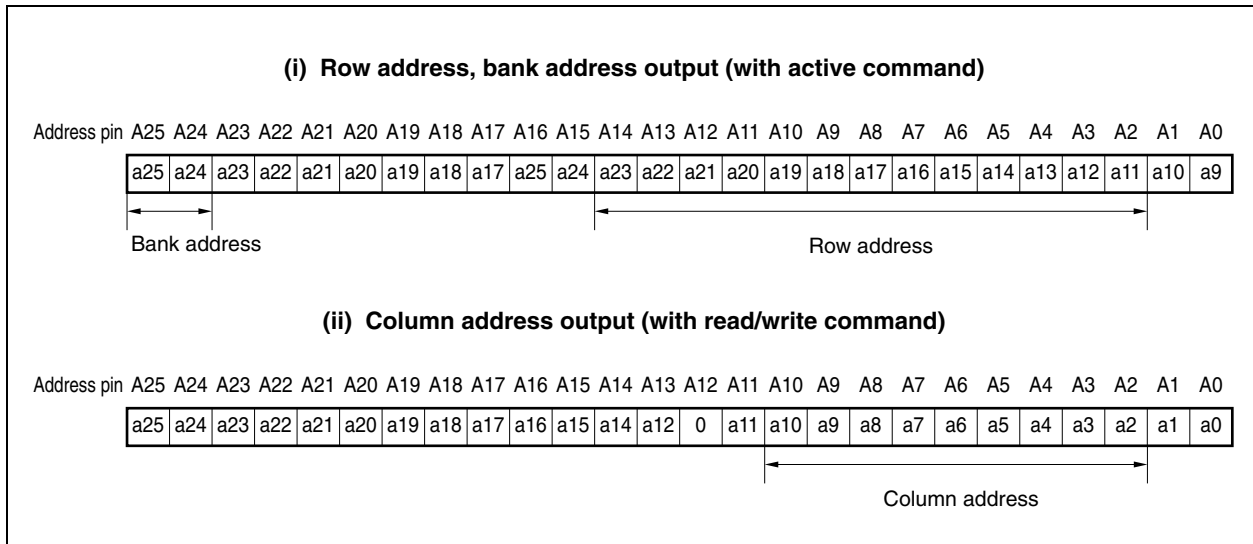 (i) Row address, bank address output (with active command)
Address pin A25 A24 A23 A22 A21 A20 A19 A18 A17 A16 A15 A14 A13 A12 A11 A10 A9 A8 A7 A6 A5 A4 A3 A2 A1 A0
a25 a24 a23 a22 a21 a20 a19 a18 a17 a25 a24 a23 a22 a21 a20 a19 a18 a17 a16 a15 a14 a13 a12 a11 a10 a9
Bank address Row address
(ii) Column address output (with read/write command)
Address pin A25 A24 A23 A22 A21 A20 A19 A18 A17 A16 A15 A14 A13 A12 A11 A10 A9 A8 A7 A6 A5 A4 A3 A2 A1 A0
a25 a24 a23 a22 a21 a20 a19 a18 a17 a16 a15 a14 a12 0 a11 a10 a9 a8 a7 a6 a5 a4 a3 a2 a1 a0
Column address